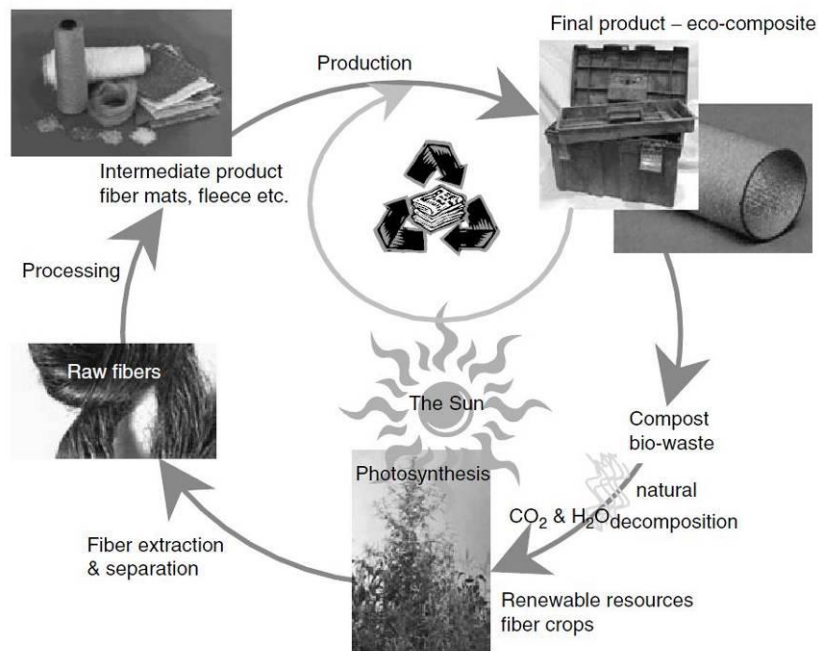 Final product – eco-composite
Production
Intermediate product
fiber mats, fleece etc.
Processing
Raw fibers
The Sun
Compost
bio-waste
Photosynthesis
natural
CO₂ & H₂O decomposition
Fiber extraction
& separation
Renewable resources
fiber crops